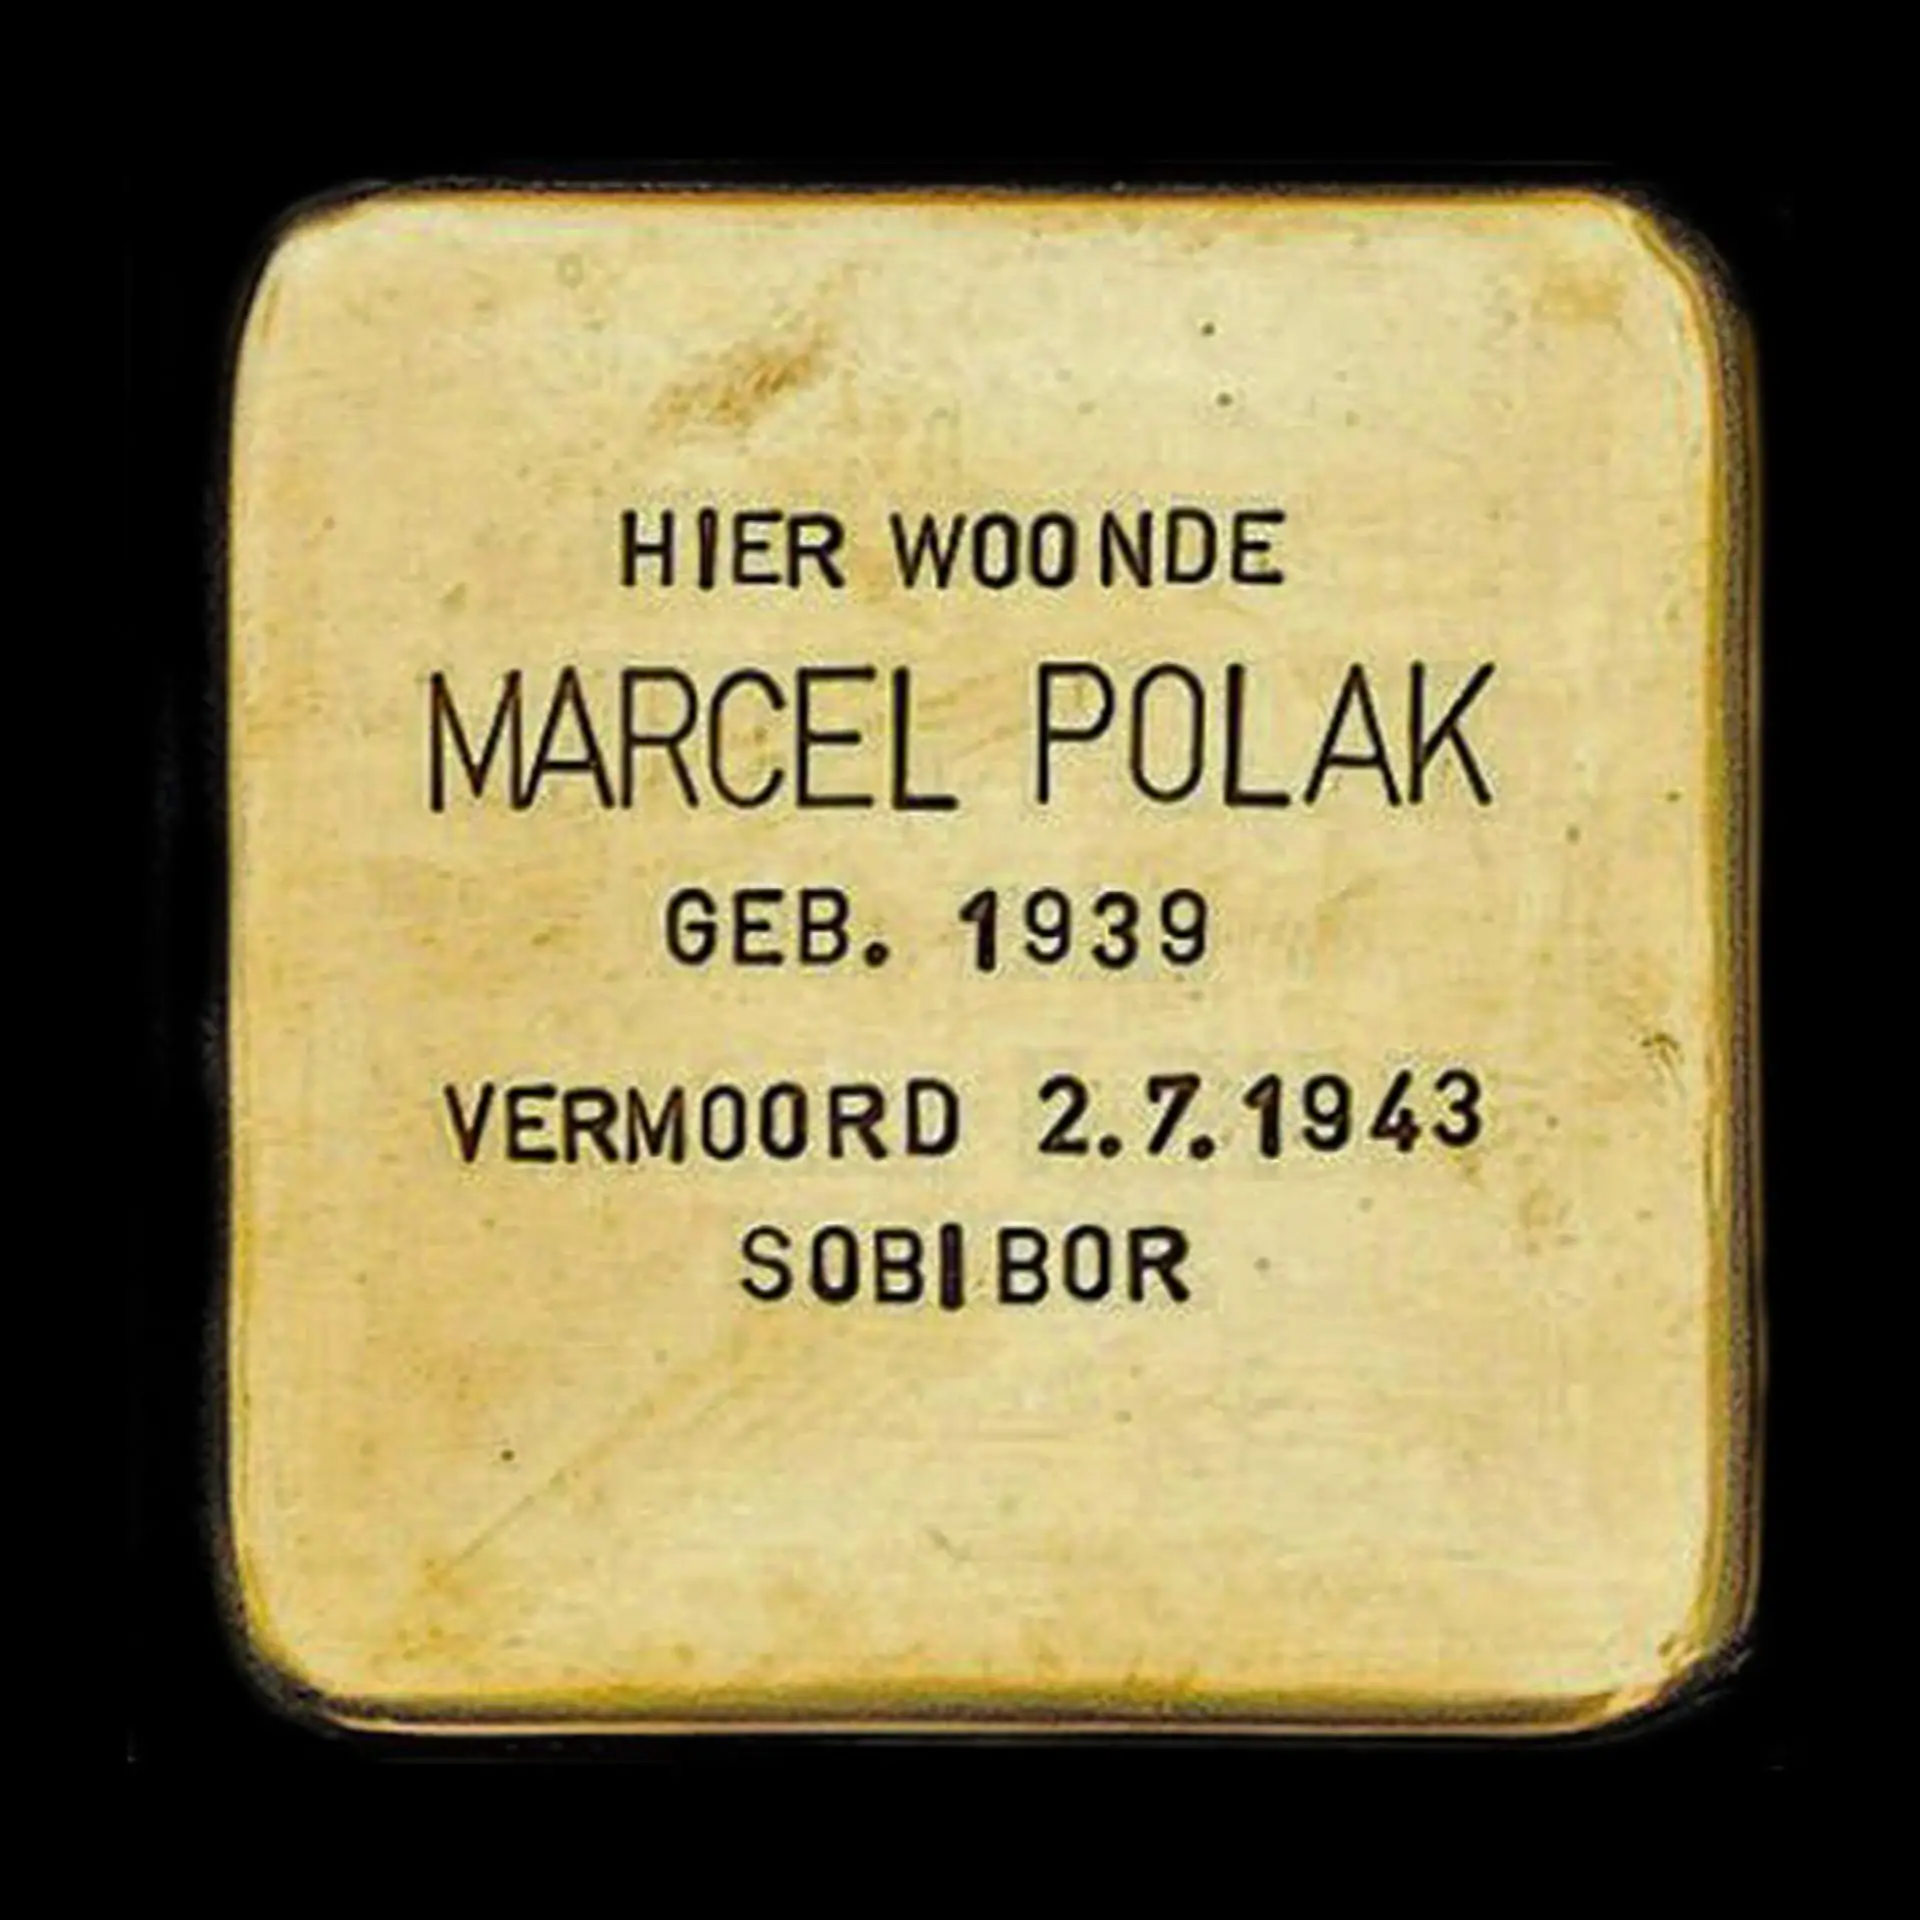 HIER WOONDE
MARCEL POLAK
GEB. 1939
VERMOORD 2.7.1943
SOBIBOR